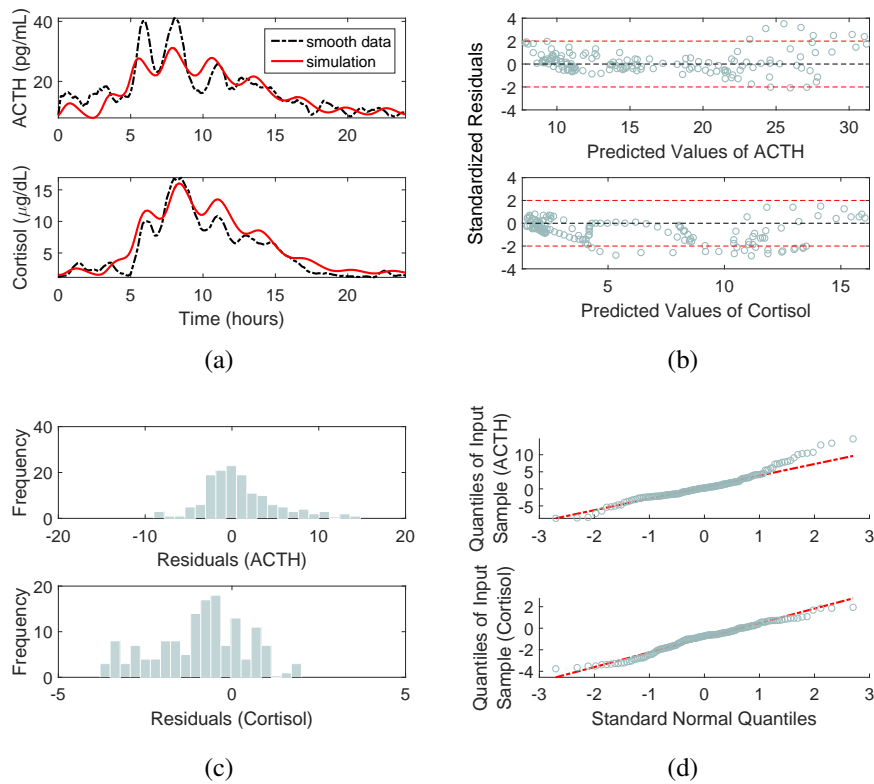 ACTH
(pg/mL)
40
20
smooth data
simulation
0 5 10 15 20
Cortisol (μg/dL)
15
10
5
0 5 10 15 20
Time (hours)
(a)
Standardized Residuals
4
2
0
-2
-4
10 15 20 25 30
Predicted Values of ACTH
4
2
0
-2
-4
5 10 15
Predicted Values of Cortisol
(b)
Frequency
40
20
0
-20 -10 0 10 20
Residuals (ACTH)
Frequency
20
10
0
-5 0 5
Residuals (Cortisol)
(c)
Quantiles of Input
Sample (ACTH)
10
5
0
-5
-3 -2 -1 0 1 2 3
Quantiles of Input
Sample (Cortisol)
2
0
-2
-4
-3 -2 -1 0 1 2 3
Standard Normal Quantiles
(d)